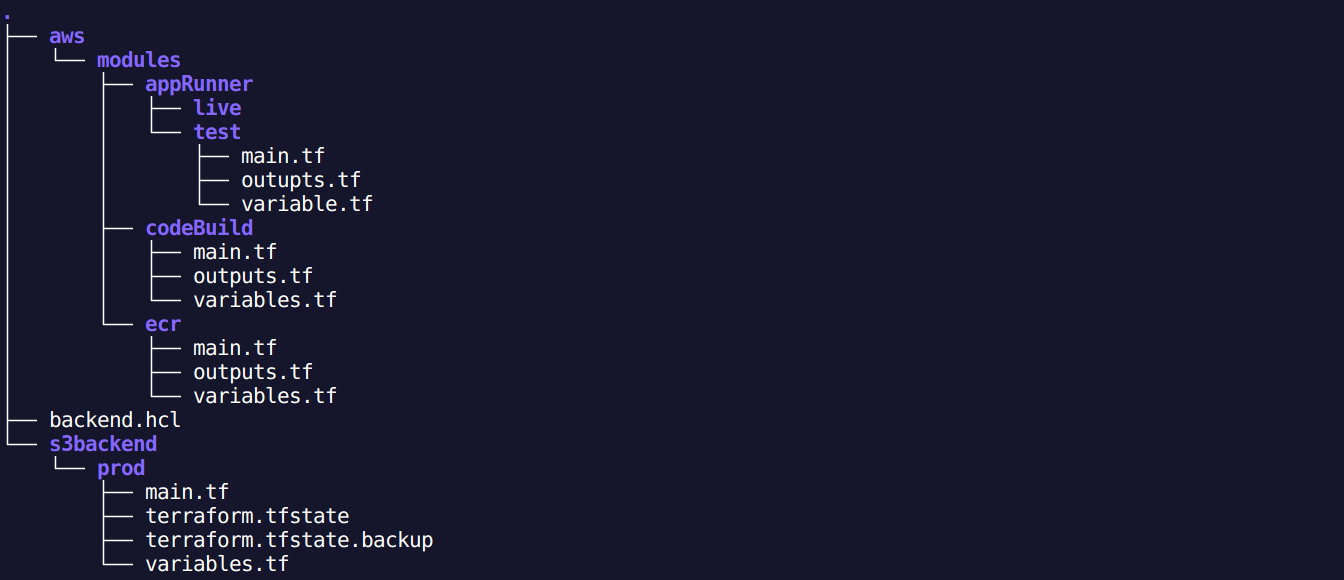 .
├── aws
│   └── modules
│       ├── appRunner
│       │   ├── live
│       │   └── test
│       │       ├── main.tf
│       │       ├── outupts.tf
│       │       └── variable.tf
│       ├── codeBuild
│       │   ├── main.tf
│       │   ├── outputs.tf
│       │   └── variables.tf
│       └── ecr
│           ├── main.tf
│           ├── outputs.tf
│           └── variables.tf
├── backend.hcl
└── s3backend
    └── prod
        ├── main.tf
        ├── terraform.tfstate
        ├── terraform.tfstate.backup
        └── variables.tf